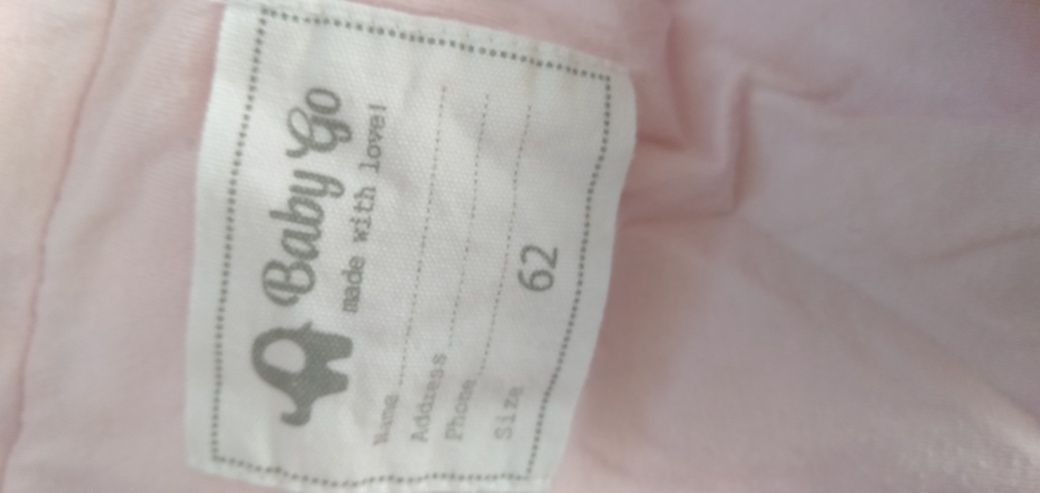 Baby Go
made with love!
Name
Address
Phone
Size 62